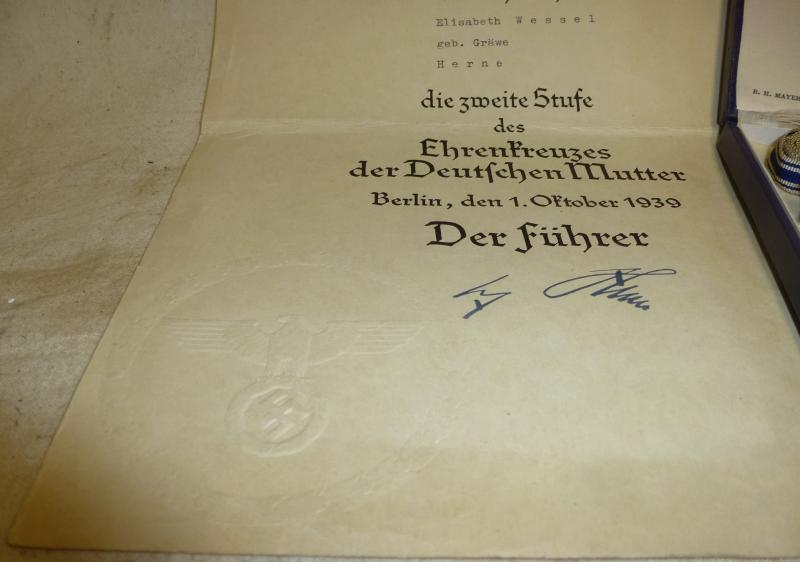 Elisabeth Wessel
geb. Gräwe
Herne
die zweite Stufe
des
Ehrenkreuzes
der Deutschen Mutter
Berlin, den 1. Oktober 1939
Der Führer
R. H. MAYER